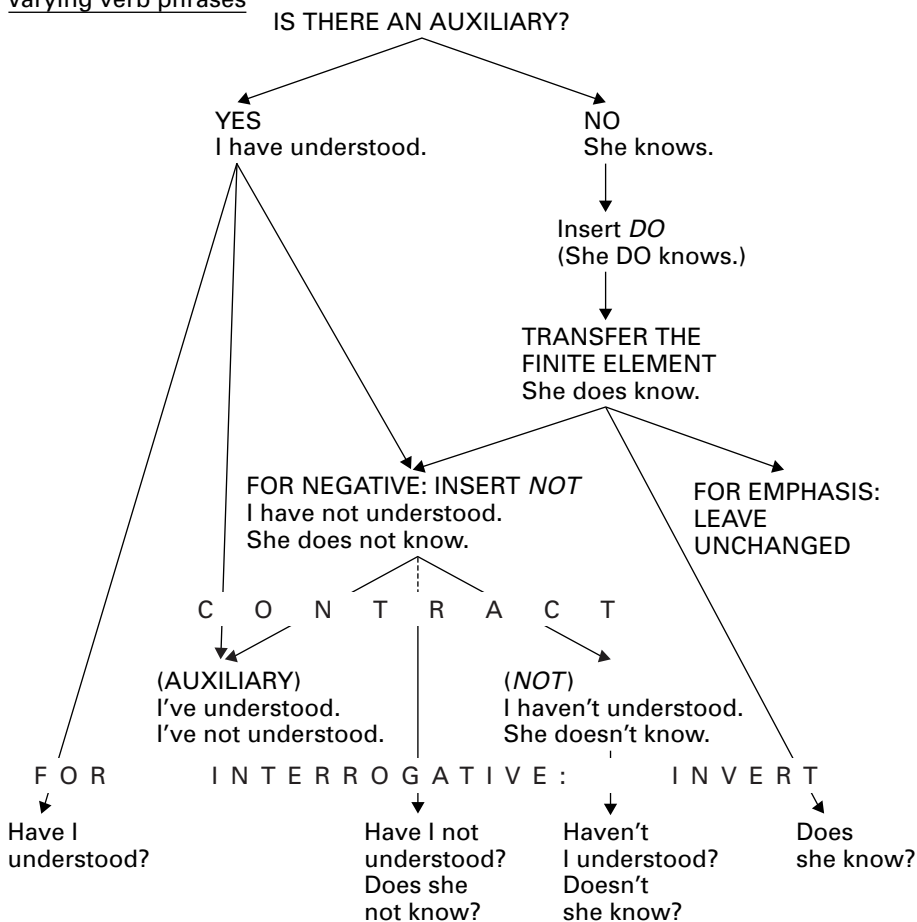 varying verb phrases
IS THERE AN AUXILIARY?
YES
I have understood.
NO
She knows.
Insert DO
(She DO knows.)
TRANSFER THE
FINITE ELEMENT
She does know.
FOR NEGATIVE: INSERT NOT
I have not understood.
She does not know.
FOR EMPHASIS:
LEAVE
UNCHANGED
C O N T R A C T
(AUXILIARY)
I've understood.
I've not understood.
(NOT)
I haven't understood.
She doesn't know.
F O R I N T E R R O G A T I V E : I N V E R T
Have I
understood?
Have I not
understood?
Does she
not know?
Haven't
I understood?
Doesn't
she know?
Does
she know?